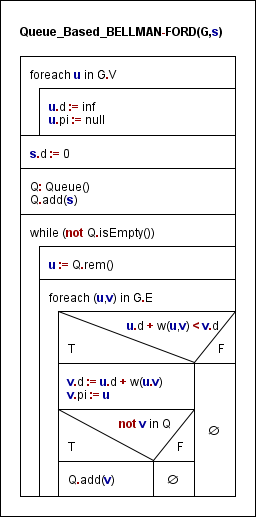 Queue_Based_BELLMAN-FORD(G,s)
foreach u in G.V
u.d := inf
u.pi := null
s.d := 0
Q: Queue()
Q.add(s)
while (not Q.isEmpty())
u := Q.rem()
foreach (u,v) in G.E
u.d + w(u,v) < v.d
T F
v.d := u.d + w(u.v)
v.pi := u
∅
not v in Q
T F
Q.add(v) ∅